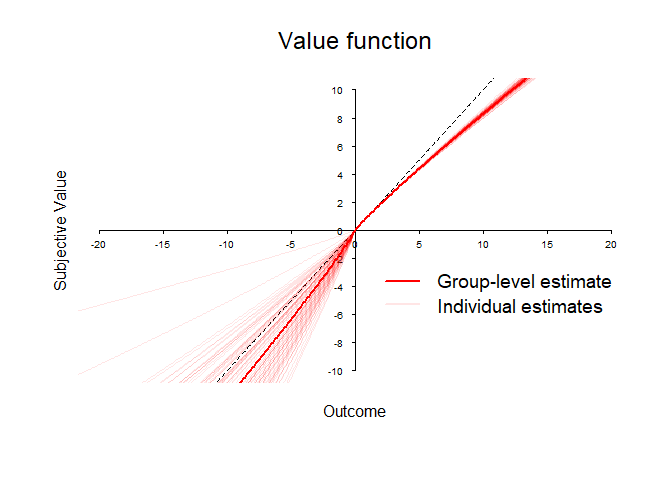 Value function
10
8
6
4
2
0
-20 -15 -10 -5 0 5 10 15 20
-2
-4
-6
-8
-10
Subjective Value
Group-level estimate
Individual estimates
Outcome